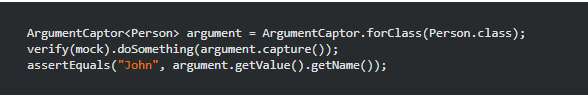 ArgumentCaptor<Person> argument = ArgumentCaptor.forClass(Person.class);
verify(mock).doSomething(argument.capture());
assertEquals("John", argument.getValue().getName());